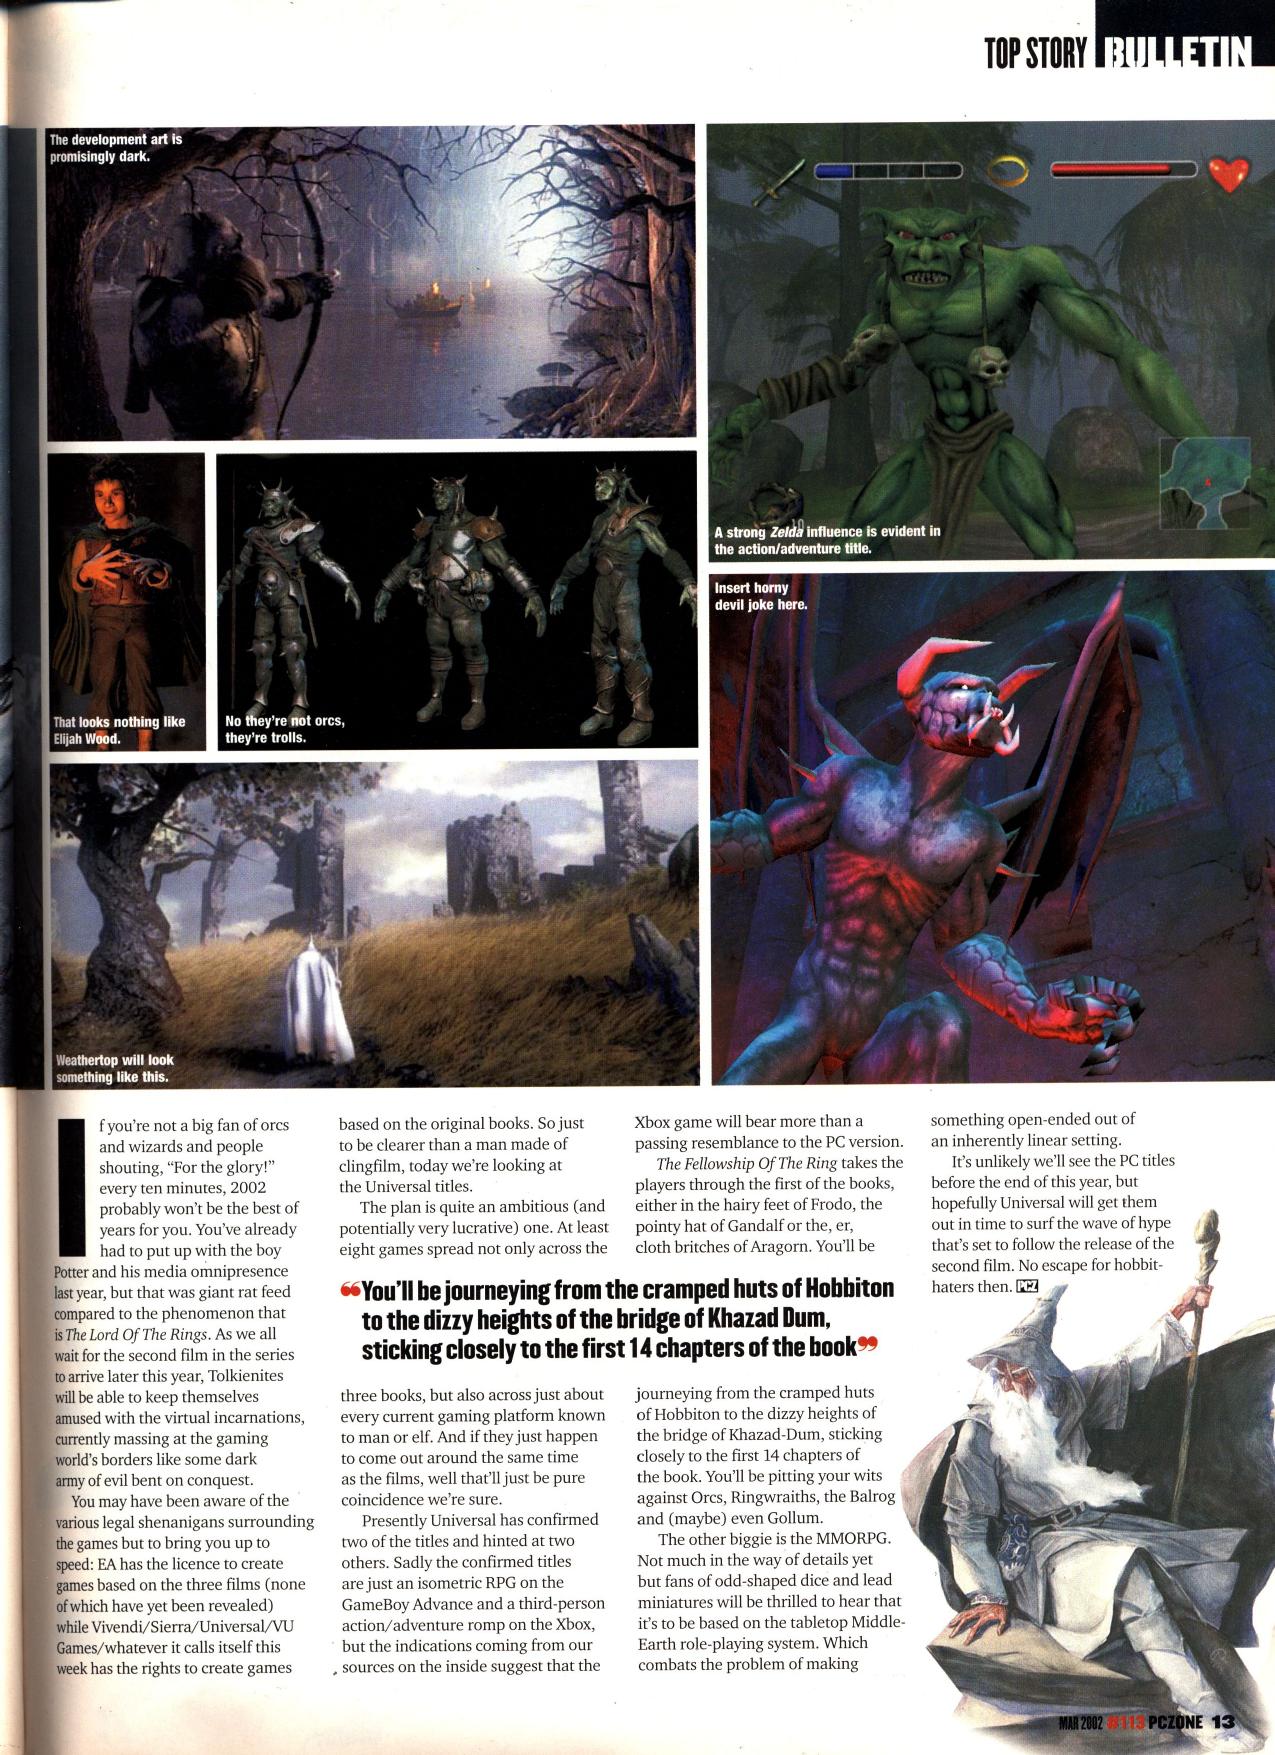 TOP STORY BULLETIN
The development art is
promisingly dark.
A strong Zelda influence is evident in
the action/adventure title.
That looks nothing like
Elijah Wood.
No they're not orcs,
they're trolls.
Insert horny
devil joke here.
Weathertop will look
something like this.
If you're not a big fan of orcs
and wizards and people
shouting, “For the glory!”
every ten minutes, 2002
probably won't be the best of
years for you. You've already
had to put up with the boy
Potter and his media omnipresence
last year, but that was giant rat feed
compared to the phenomenon that
is The Lord Of The Rings. As we all
wait for the second film in the series
to arrive later this year, Tolkienites
will be able to keep themselves
amused with the virtual incarnations,
currently massing at the gaming
world's borders like some dark
army of evil bent on conquest.
You may have been aware of the
various legal shenanigans surrounding
the games but to bring you up to
speed: EA has the licence to create
games based on the three films (none
of which have yet been revealed)
while Vivendi/Sierra/Universal/VU
Games/whatever it calls itself this
week has the rights to create games
based on the original books. So just
to be clearer than a man made of
clingfilm, today we're looking at
the Universal titles.
The plan is quite an ambitious (and
potentially very lucrative) one. At least
eight games spread not only across the
three books, but also across just about
every current gaming platform known
to man or elf. And if they just happen
to come out around the same time
as the films, well that'll just be pure
coincidence we're sure.
Presently Universal has confirmed
two of the titles and hinted at two
others. Sadly the confirmed titles
are just an isometric RPG on the
GameBoy Advance and a third-person
action/adventure romp on the Xbox,
but the indications coming from our
sources on the inside suggest that the
Xbox game will bear more than a
passing resemblance to the PC version.
The Fellowship Of The Ring takes the
players through the first of the books,
either in the hairy feet of Frodo, the
pointy hat of Gandalf or the, er,
cloth britches of Aragorn. You'll be
“You'll be journeying from the cramped huts of Hobbiton
to the dizzy heights of the bridge of Khazad Dum,
sticking closely to the first 14 chapters of the book”
journeying from the cramped huts
of Hobbiton to the dizzy heights of
the bridge of Khazad-Dum, sticking
closely to the first 14 chapters of
the book. You'll be pitting your wits
against Orcs, Ringwraiths, the Balrog
and (maybe) even Gollum.
The other biggie is the MMORPG.
Not much in the way of details yet
but fans of odd-shaped dice and lead
miniatures will be thrilled to hear that
it's to be based on the tabletop Middle-
Earth role-playing system. Which
combats the problem of making
something open-ended out of
an inherently linear setting.
It's unlikely we'll see the PC titles
before the end of this year, but
hopefully Universal will get them
out in time to surf the wave of hype
that's set to follow the release of the
second film. No escape for hobbit-
haters then. PCZ
MAR 2002 #113 PCZONE 13